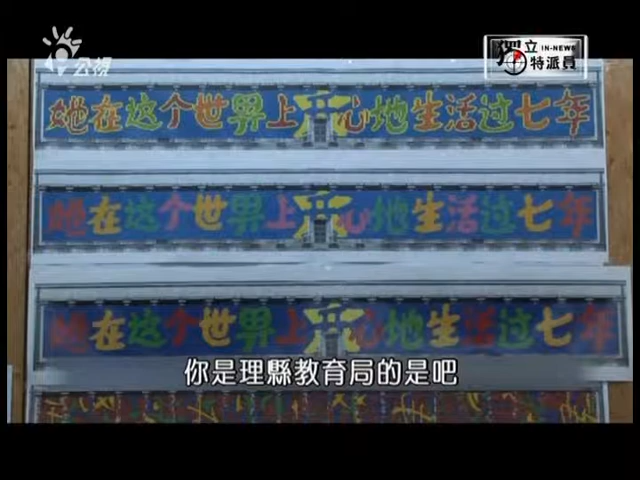 公視
獨立特派員
IN-NEWS
她在这个世界上开心地生活过七年
她在这个世界上开心地生活过七年
她在这个世界上开心地生活过七年
你是理縣教育局的是吧